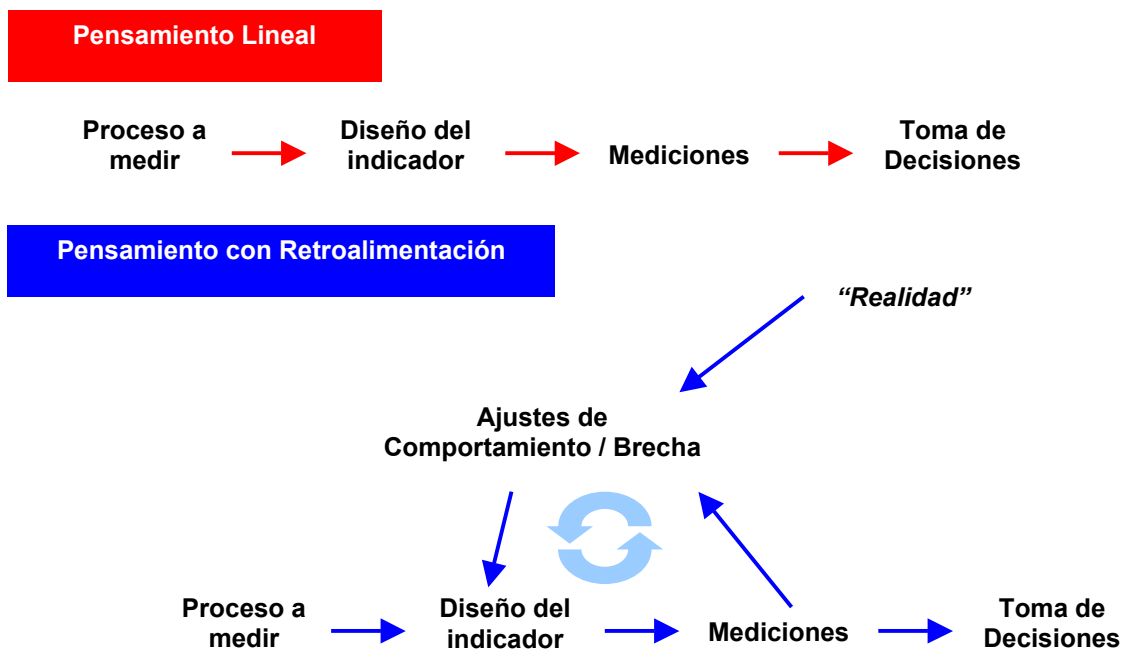 Pensamiento Lineal
Proceso a
medir
Diseño del
indicador
Mediciones
Toma de
Decisiones
Pensamiento con Retroalimentación
“Realidad”
Ajustes de
Comportamiento / Brecha
Proceso a
medir
Diseño del
indicador
Mediciones
Toma de
Decisiones